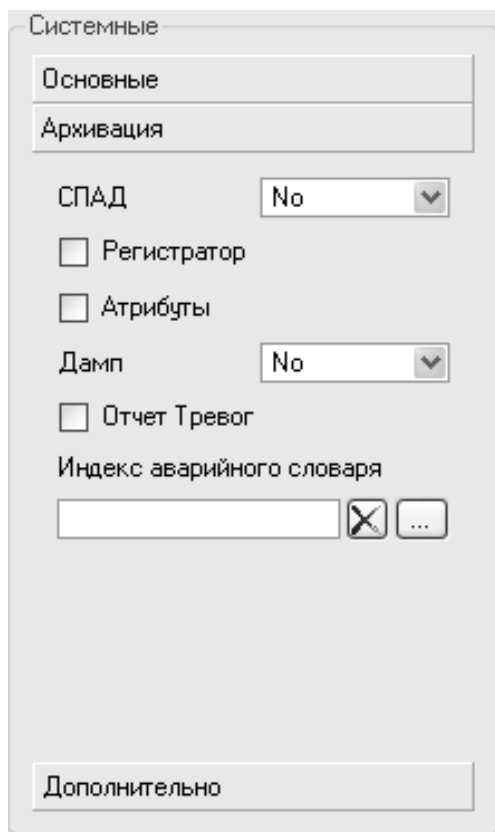 Системные
Основные
Архивация
СПАД No
Регистратор
Атрибуты
Дамп No
Отчет Тревог
Индекс аварийного словаря
...
Дополнительно